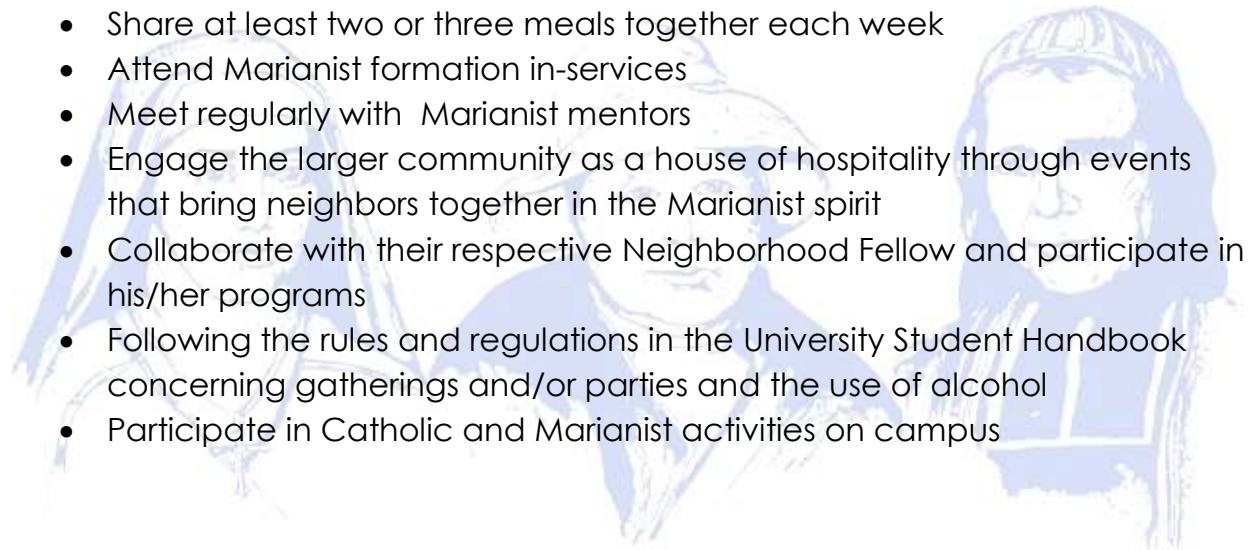 • Share at least two or three meals together each week
• Attend Marianist formation in-services
• Meet regularly with  Marianist mentors
• Engage the larger community as a house of hospitality through events
that bring neighbors together in the Marianist spirit
• Collaborate with their respective Neighborhood Fellow and participate in
his/her programs
• Following the rules and regulations in the University Student Handbook
concerning gatherings and/or parties and the use of alcohol
• Participate in Catholic and Marianist activities on campus